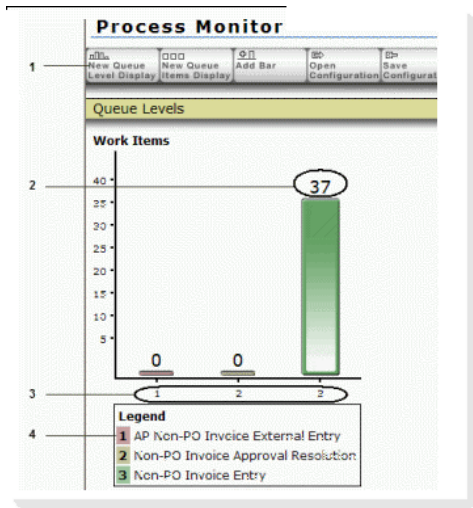 Process Monitor
1
New Queue New Queue Add Bar Open Save
Level Display Items Display Configuration Configurat
Queue Levels
Work Items
2
40
35
30
25
20
15
10
5
37
0 0
3
1 2 2
Legend
4
1 AP Non-PO Invoice External Entry
2 Non-PO Invoice Approval Resolution
3 Non-PO Invoice Entry